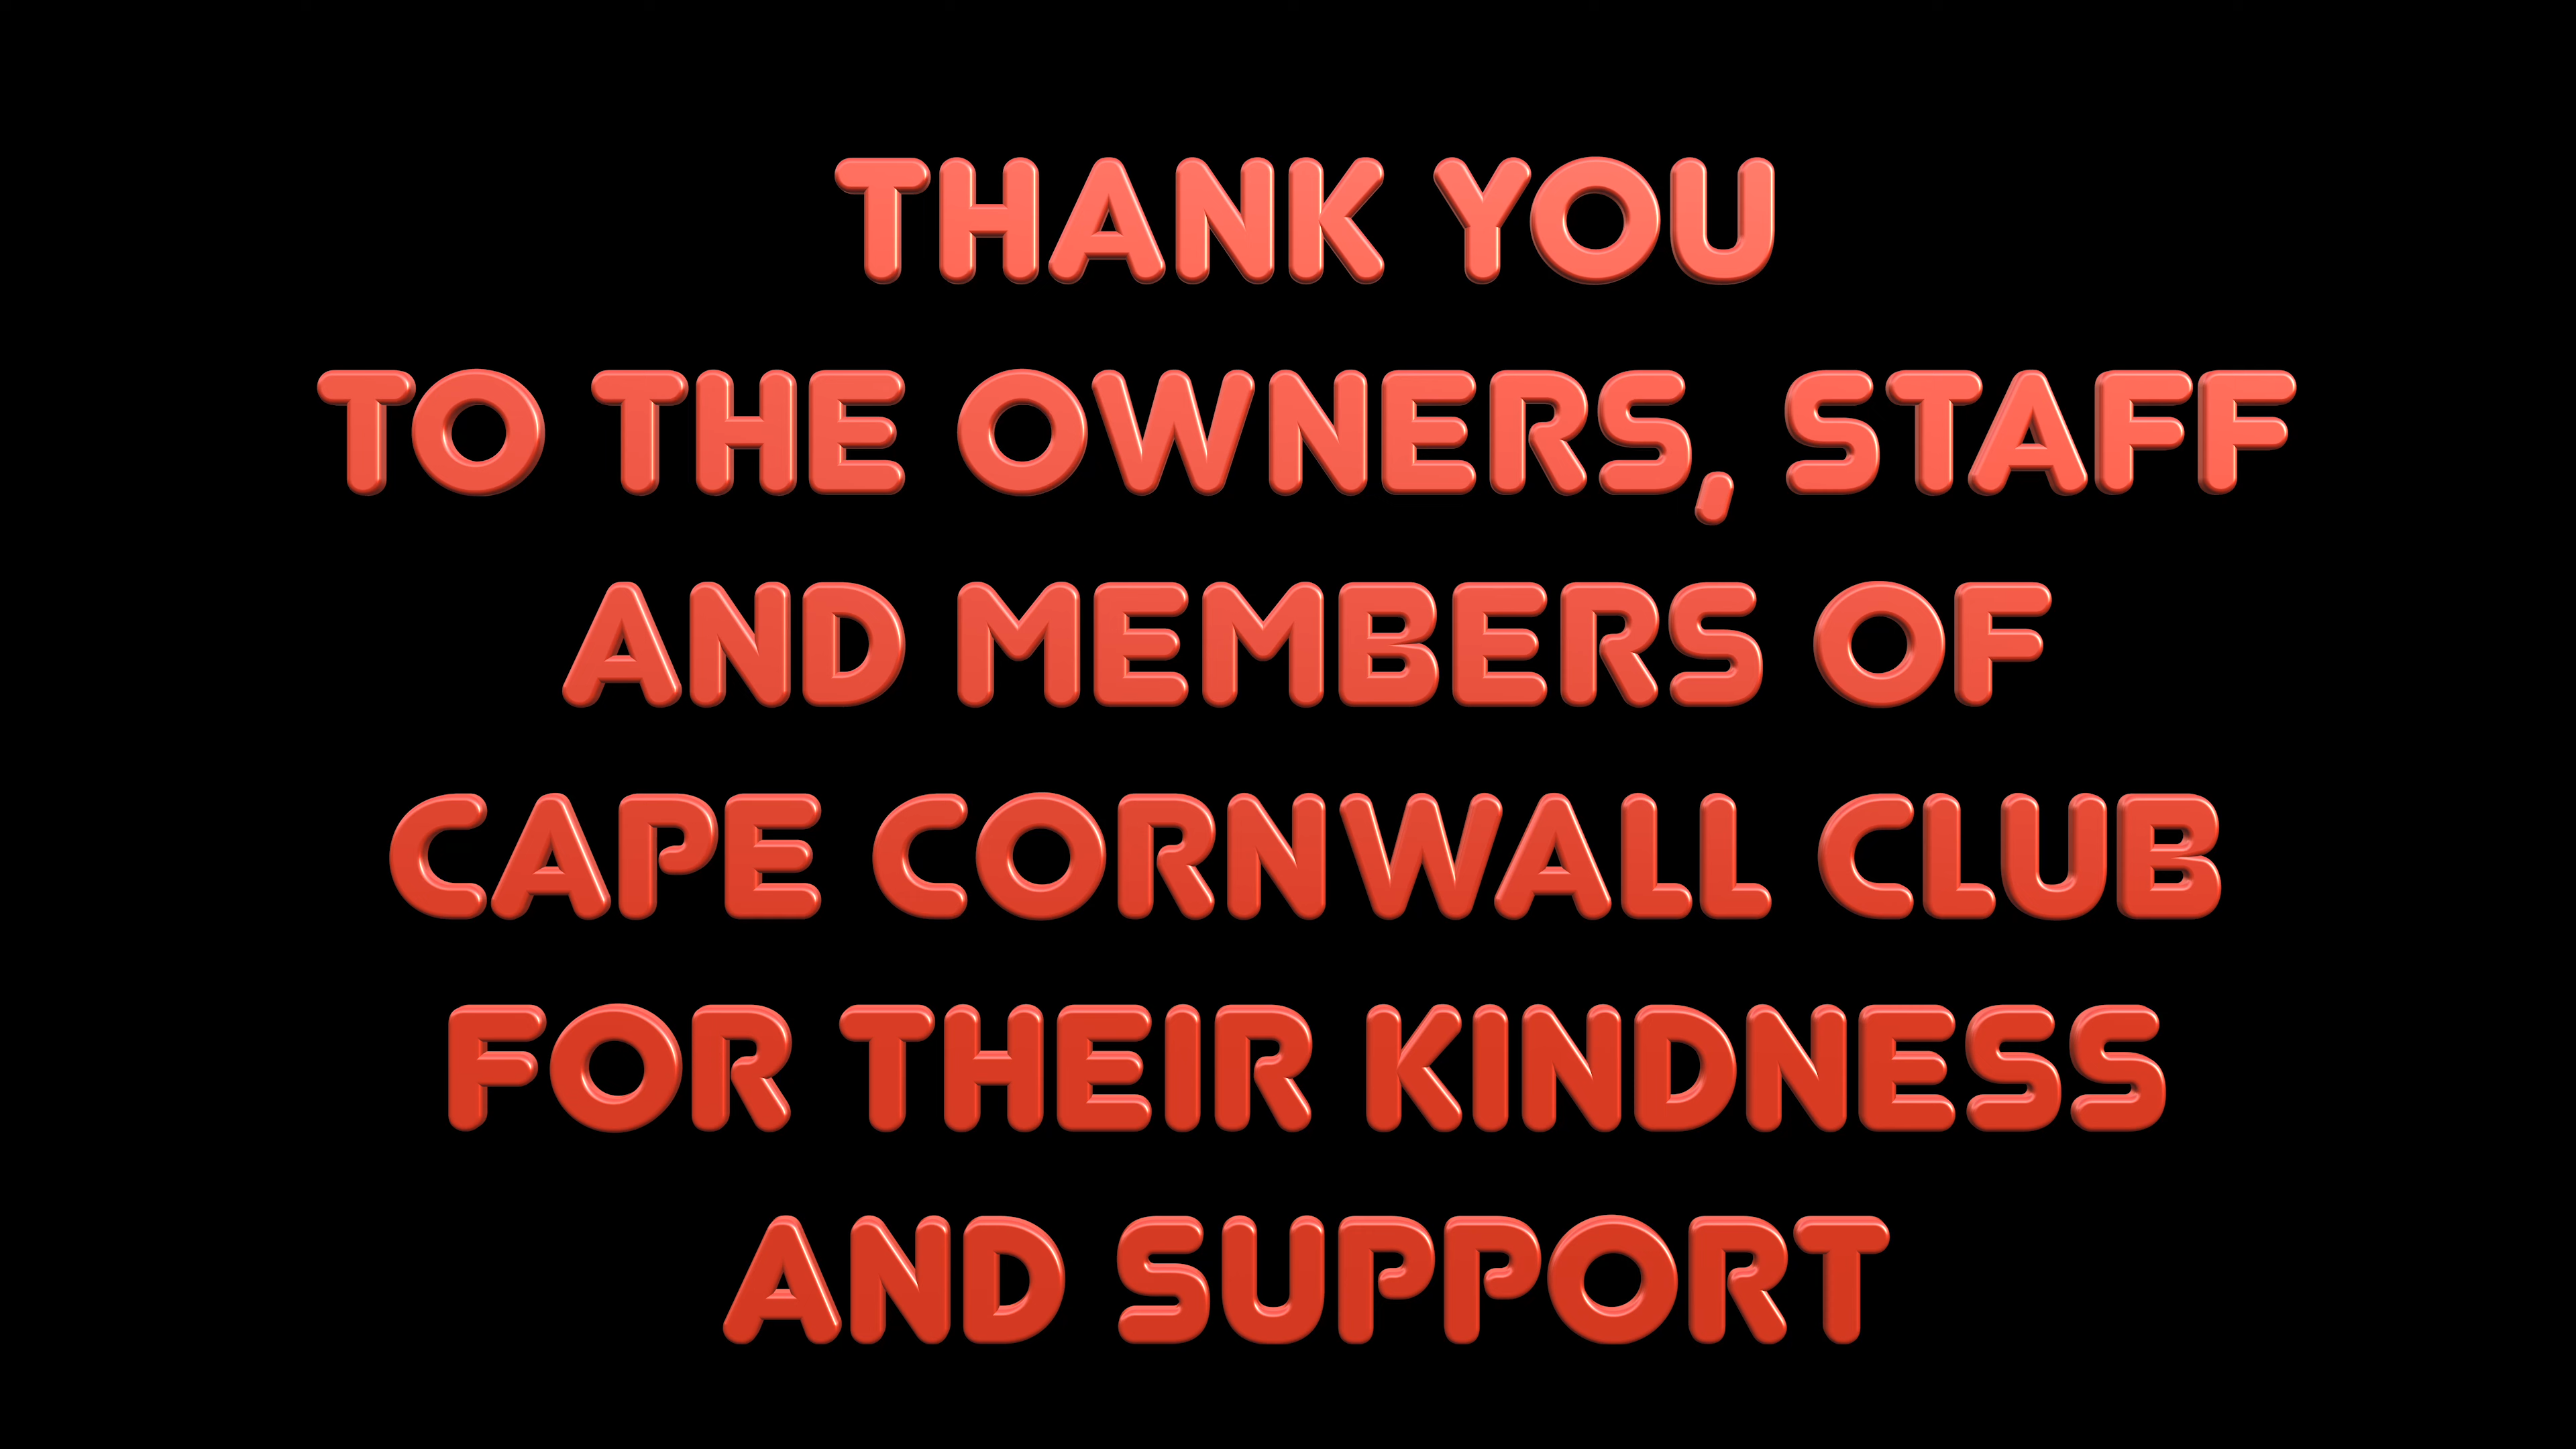 THANK YOU
TO THE OWNERS, STAFF
AND MEMBERS OF
CAPE CORNWALL CLUB
FOR THEIR KINDNESS
AND SUPPORT